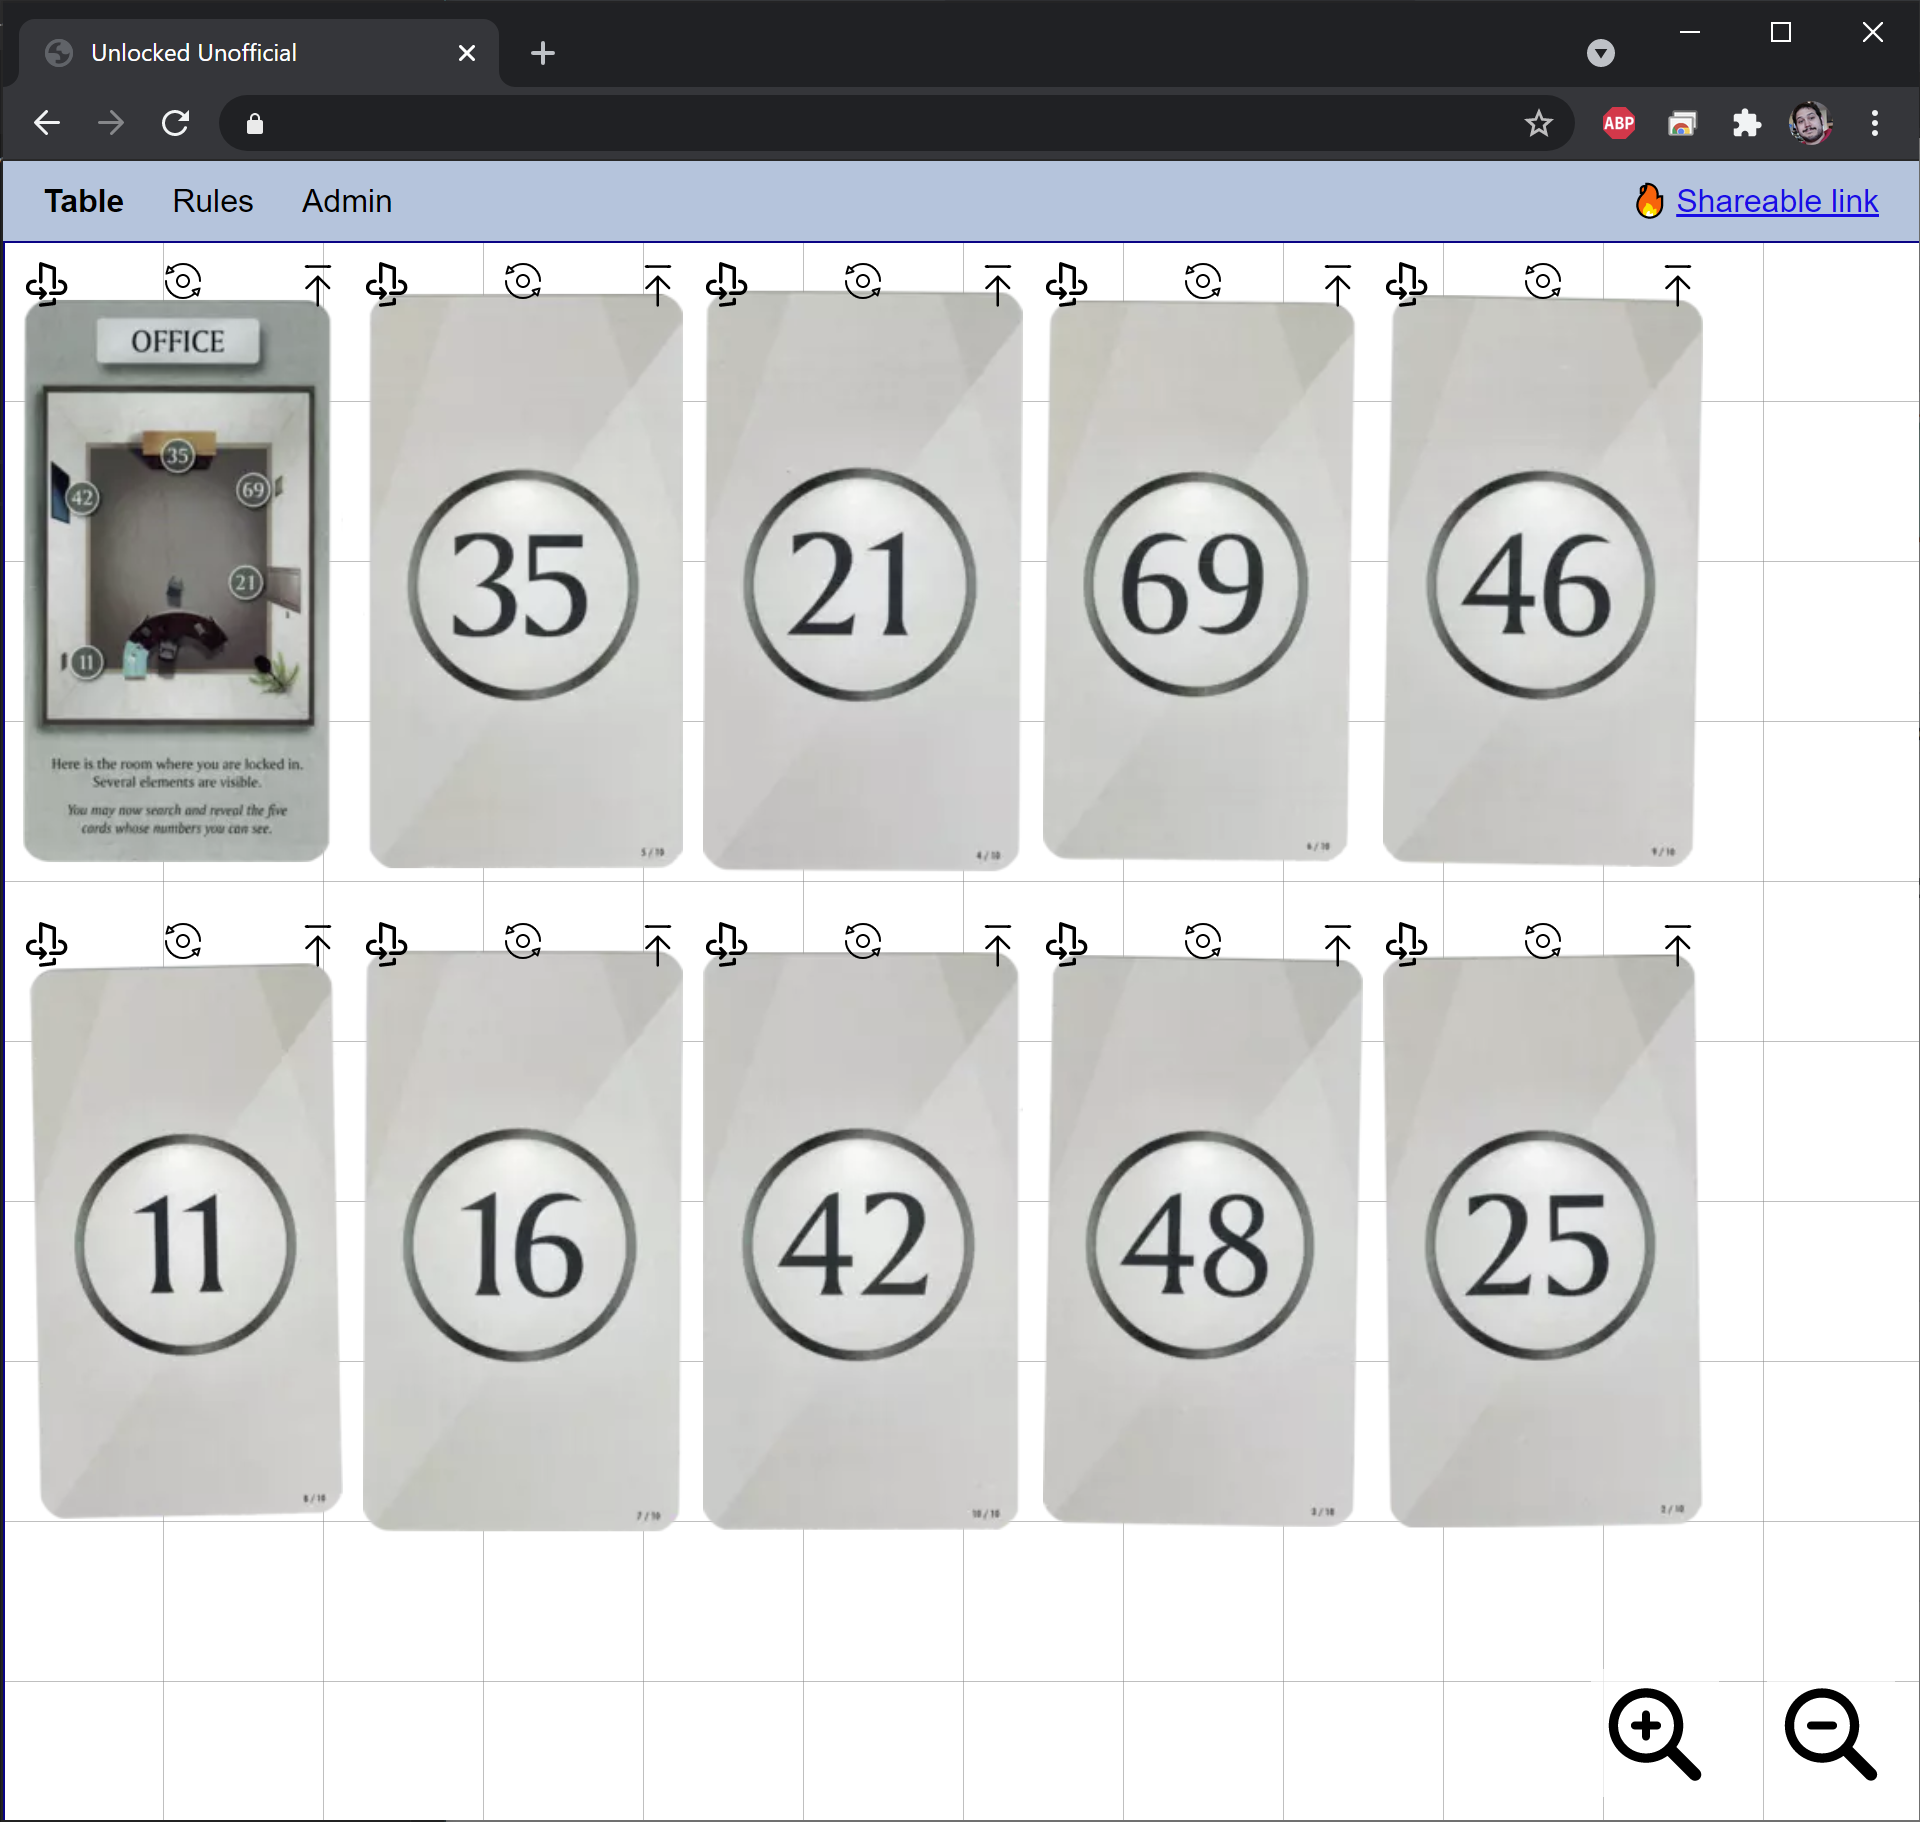 Unlocked Unofficial
ABP
Table Rules Admin Shareable link
OFFICE
35
42
69
21
11
Here is the room where you are locked in.
Several elements are visible.
You may now search and reveal the five
cards whose numbers you can see.
35
5/10
21
4/10
69
6/10
46
9/10
11
8/10
16
7/10
42
10/10
48
3/10
25
2/10